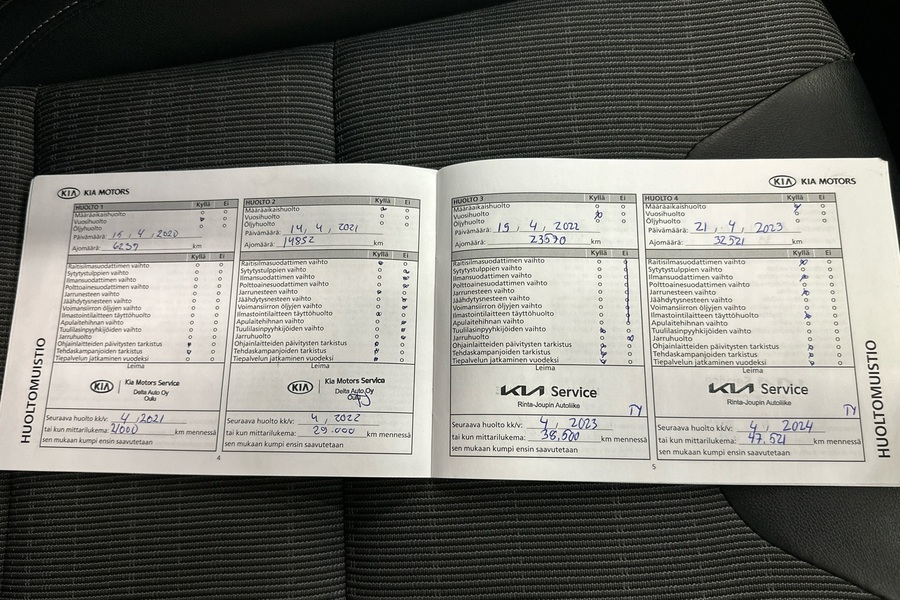 KIA KIA MOTORS
HUOLTO 1 Kyllä Ei
Määräaikaishuolto
Vuosihuolto
Öljyhuolto
Päivämäärä: 15, 4, 2020
Ajomäärä: 6237 km
Kyllä Ei
Raitisilmasuodattimen vaihto
Sytytystulppien vaihto
Ilmansuodattimen vaihto
Polttoainesuodattimen vaihto
Jarrunesteen vaihto
Jäähdytysnesteen vaihto
Voimansiirron öljyjen vaihto
Ilmastointilaitteen täyttöhuolto
Apulaitehihnan vaihto
Tuulilasinpyyhkijöiden vaihto
Jarruhuolto
Ohjainlaitteiden päivitysten tarkistus
Tehdaskampanjoiden tarkistus
Tiepalvelun jatkaminen vuodeksi
Leima
KIA Kia Motors Service
Delta Auto Oy
Oulu
Seuraava huolto kk/v: 4/2021
tai kun mittarilukema: 21000 km mennessä
sen mukaan kumpi ensin saavutetaan
HUOLTO 2 Kyllä Ei
Määräaikaishuolto
Vuosihuolto
Öljyhuolto
Päivämäärä: 14, 4, 2021
Ajomäärä: 14852 km
Kyllä Ei
Raitisilmasuodattimen vaihto
Sytytystulppien vaihto
Ilmansuodattimen vaihto
Polttoainesuodattimen vaihto
Jarrunesteen vaihto
Jäähdytysnesteen vaihto
Voimansiirron öljyjen vaihto
Ilmastointilaitteen täyttöhuolto
Apulaitehihnan vaihto
Tuulilasinpyyhkijöiden vaihto
Jarruhuolto
Ohjainlaitteiden päivitysten tarkistus
Tehdaskampanjoiden tarkistus
Tiepalvelun jatkaminen vuodeksi
Leima
KIA Kia Motors Service
Delta Auto Oy
Oulu
Seuraava huolto kk/v: 4, 2022
tai kun mittarilukema: 29.000 km mennessä
sen mukaan kumpi ensin saavutetaan
HUOLTOMUISTIO
4
KIA KIA MOTORS
HUOLTO 3 Kyllä Ei
Määräaikaishuolto
Vuosihuolto
Öljyhuolto
Päivämäärä: 19, 4, 2022
Ajomäärä: 23570 km
Kyllä Ei
Raitisilmasuodattimen vaihto
Sytytystulppien vaihto
Ilmansuodattimen vaihto
Polttoainesuodattimen vaihto
Jarrunesteen vaihto
Jäähdytysnesteen vaihto
Voimansiirron öljyjen vaihto
Ilmastointilaitteen täyttöhuolto
Apulaitehihnan vaihto
Tuulilasinpyyhkijöiden vaihto
Jarruhuolto
Ohjainlaitteiden päivitysten tarkistus
Tehdaskampanjoiden tarkistus
Tiepalvelun jatkaminen vuodeksi
Leima
KIA Service
Rinta-Joupin Autoliike
TY
Seuraava huolto kk/v: 4, 2023
tai kun mittarilukema: 38,500 km mennessä
sen mukaan kumpi ensin saavutetaan
HUOLTO 4 Kyllä Ei
Määräaikaishuolto
Vuosihuolto
Öljyhuolto
Päivämäärä: 21, 4, 2023
Ajomäärä: 32521 km
Kyllä Ei
Raitisilmasuodattimen vaihto
Sytytystulppien vaihto
Ilmansuodattimen vaihto
Polttoainesuodattimen vaihto
Jarrunesteen vaihto
Jäähdytysnesteen vaihto
Voimansiirron öljyjen vaihto
Ilmastointilaitteen täyttöhuolto
Apulaitehihnan vaihto
Tuulilasinpyyhkijöiden vaihto
Jarruhuolto
Ohjainlaitteiden päivitysten tarkistus
Tehdaskampanjoiden tarkistus
Tiepalvelun jatkaminen vuodeksi
Leima
KIA Service
Rinta-Joupin Autoliike
TY
Seuraava huolto kk/v: 4, 2024
tai kun mittarilukema: 47.521 km mennessä
sen mukaan kumpi ensin saavutetaan
HUOLTOMUISTIO
5